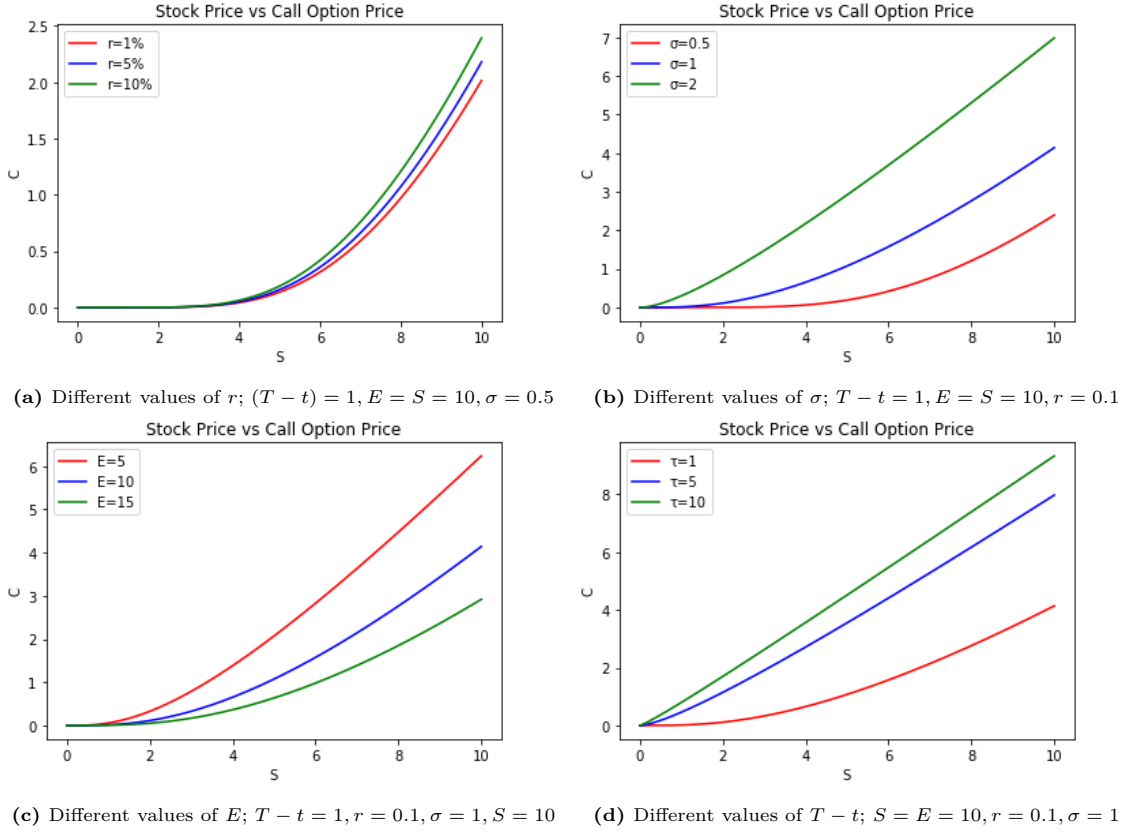 Stock Price vs Call Option Price
2.5
2.0
1.5
1.0
0.5
0.0
C
r=1%
r=5%
r=10%
0 2 4 6 8 10
S
(a) Different values of r; (T − t) = 1, E = S = 10, σ = 0.5
Stock Price vs Call Option Price
7
6
5
4
3
2
1
0
C
σ=0.5
σ=1
σ=2
0 2 4 6 8 10
S
(b) Different values of σ; T − t = 1, E = S = 10, r = 0.1
Stock Price vs Call Option Price
6
5
4
3
2
1
0
C
E=5
E=10
E=15
0 2 4 6 8 10
S
(c) Different values of E; T − t = 1, r = 0.1, σ = 1, S = 10
Stock Price vs Call Option Price
8
6
4
2
0
C
τ=1
τ=5
τ=10
0 2 4 6 8 10
S
(d) Different values of T − t; S = E = 10, r = 0.1, σ = 1